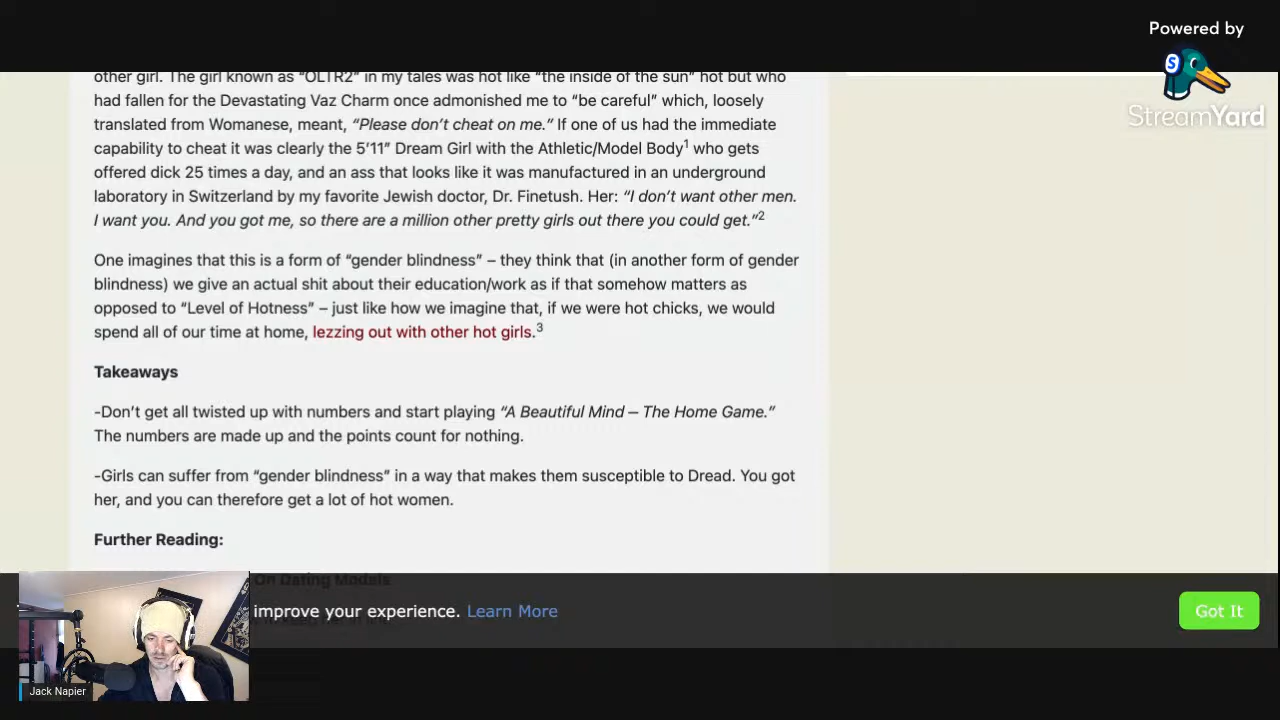 Powered by
StreamYard
other girl. The girl known as “OLTR2” in my tales was hot like “the inside of the sun” hot but who
had fallen for the Devastating Vaz Charm once admonished me to “be careful” which, loosely
translated from Womanese, meant, “Please don’t cheat on me.” If one of us had the immediate
capability to cheat it was clearly the 5’11” Dream Girl with the Athletic/Model Body1 who gets
offered dick 25 times a day, and an ass that looks like it was manufactured in an underground
laboratory in Switzerland by my favorite Jewish doctor, Dr. Finetush. Her: “I don’t want other men.
I want you. And you got me, so there are a million other pretty girls out there you could get.”2
One imagines that this is a form of “gender blindness” – they think that (in another form of gender
blindness) we give an actual shit about their education/work as if that somehow matters as
opposed to “Level of Hotness” – just like how we imagine that, if we were hot chicks, we would
spend all of our time at home, lezzing out with other hot girls.3
Takeaways
-Don’t get all twisted up with numbers and start playing “A Beautiful Mind – The Home Game.”
The numbers are made up and the points count for nothing.
-Girls can suffer from “gender blindness” in a way that makes them susceptible to Dread. You got
her, and you can therefore get a lot of hot women.
Further Reading:
On Dating Models
improve your experience. Learn More
Got It
Jack Napier